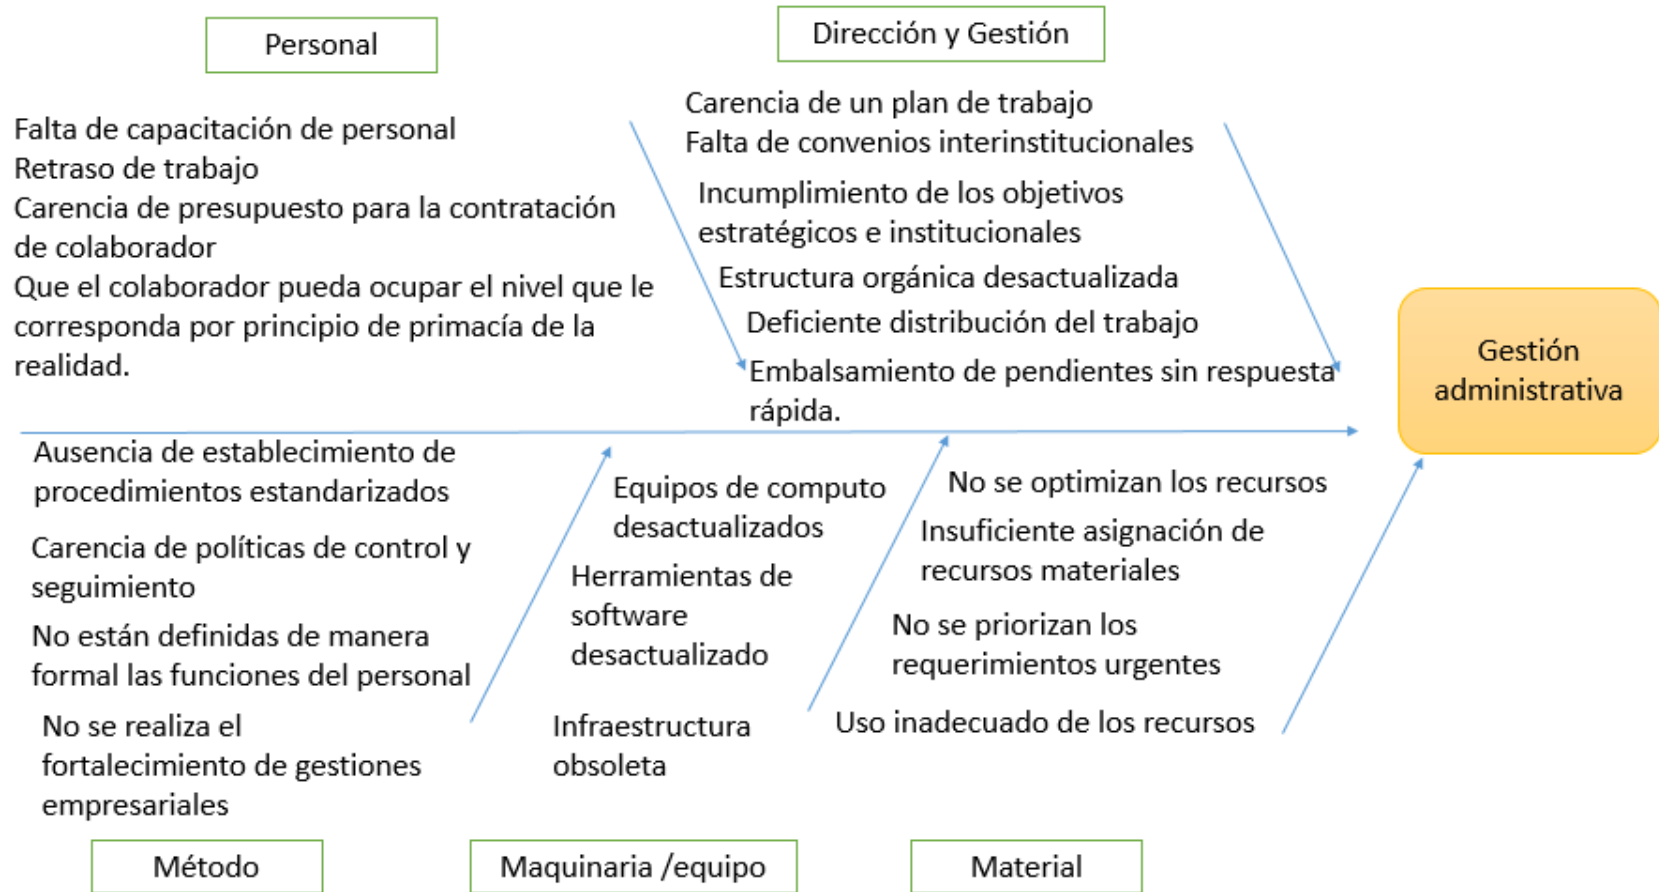 Personal
Dirección y Gestión
Falta de capacitación de personal
Retraso de trabajo
Carencia de presupuesto para la contratación
de colaborador
Que el colaborador pueda ocupar el nivel que le
corresponda por principio de primacía de la
realidad.
Carencia de un plan de trabajo
Falta de convenios interinstitucionales
Incumplimiento de los objetivos
estratégicos e institucionales
Estructura orgánica desactualizada
Deficiente distribución del trabajo
Embalsamiento de pendientes sin respuesta
rápida.
Gestión
administrativa
Ausencia de establecimiento de
procedimientos estandarizados
Carencia de políticas de control y
seguimiento
No están definidas de manera
formal las funciones del personal
No se realiza el
fortalecimiento de gestiones
empresariales
Equipos de computo
desactualizados
Herramientas de
software
desactualizado
Infraestructura
obsoleta
No se optimizan los recursos
Insuficiente asignación de
recursos materiales
No se priorizan los
requerimientos urgentes
Uso inadecuado de los recursos
Método
Maquinaria /equipo
Material